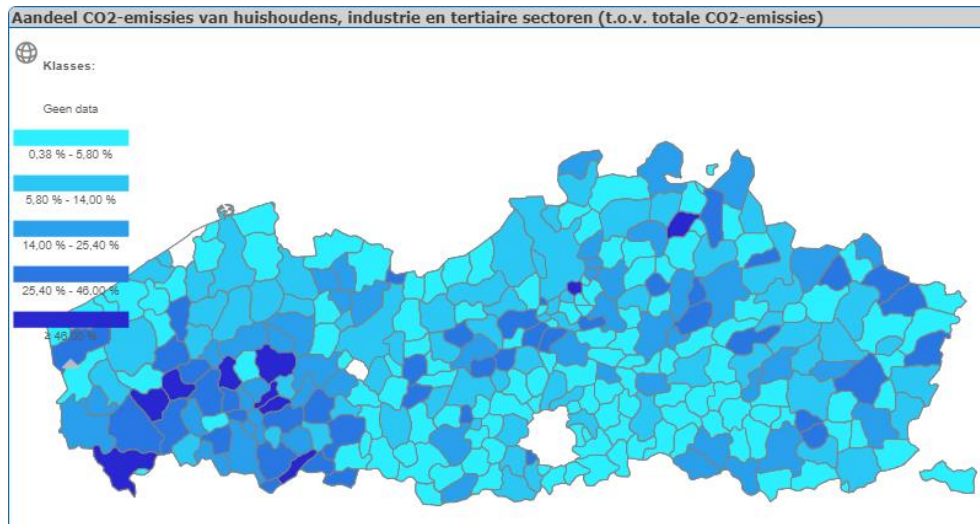 Aandeel CO2-emissies van huishoudens, industrie en tertiaire sectoren (t.o.v. totale CO2-emissies)
Klasses:
Geen data
0,38 % - 5,80 %
5,80 % - 14,00 %
14,00 % - 25,40 %
25,40 % - 46,00 %
≥ 46,00 %